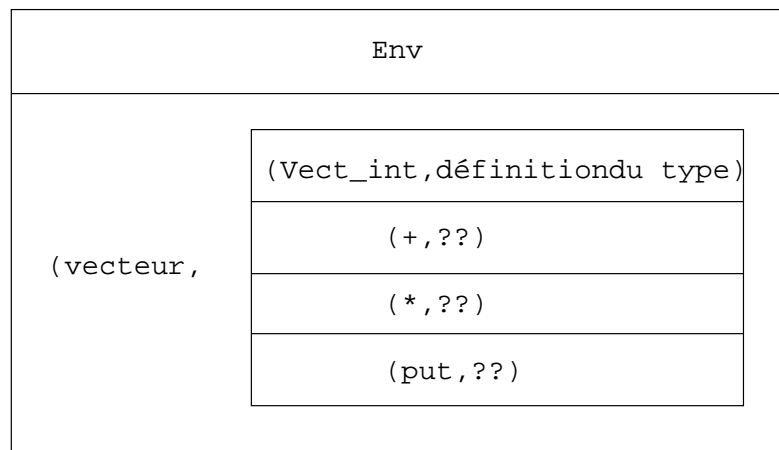 Env
(Vect_int,définitiondu type)
(+,??)
(vecteur,
(*,??)
(put,??)